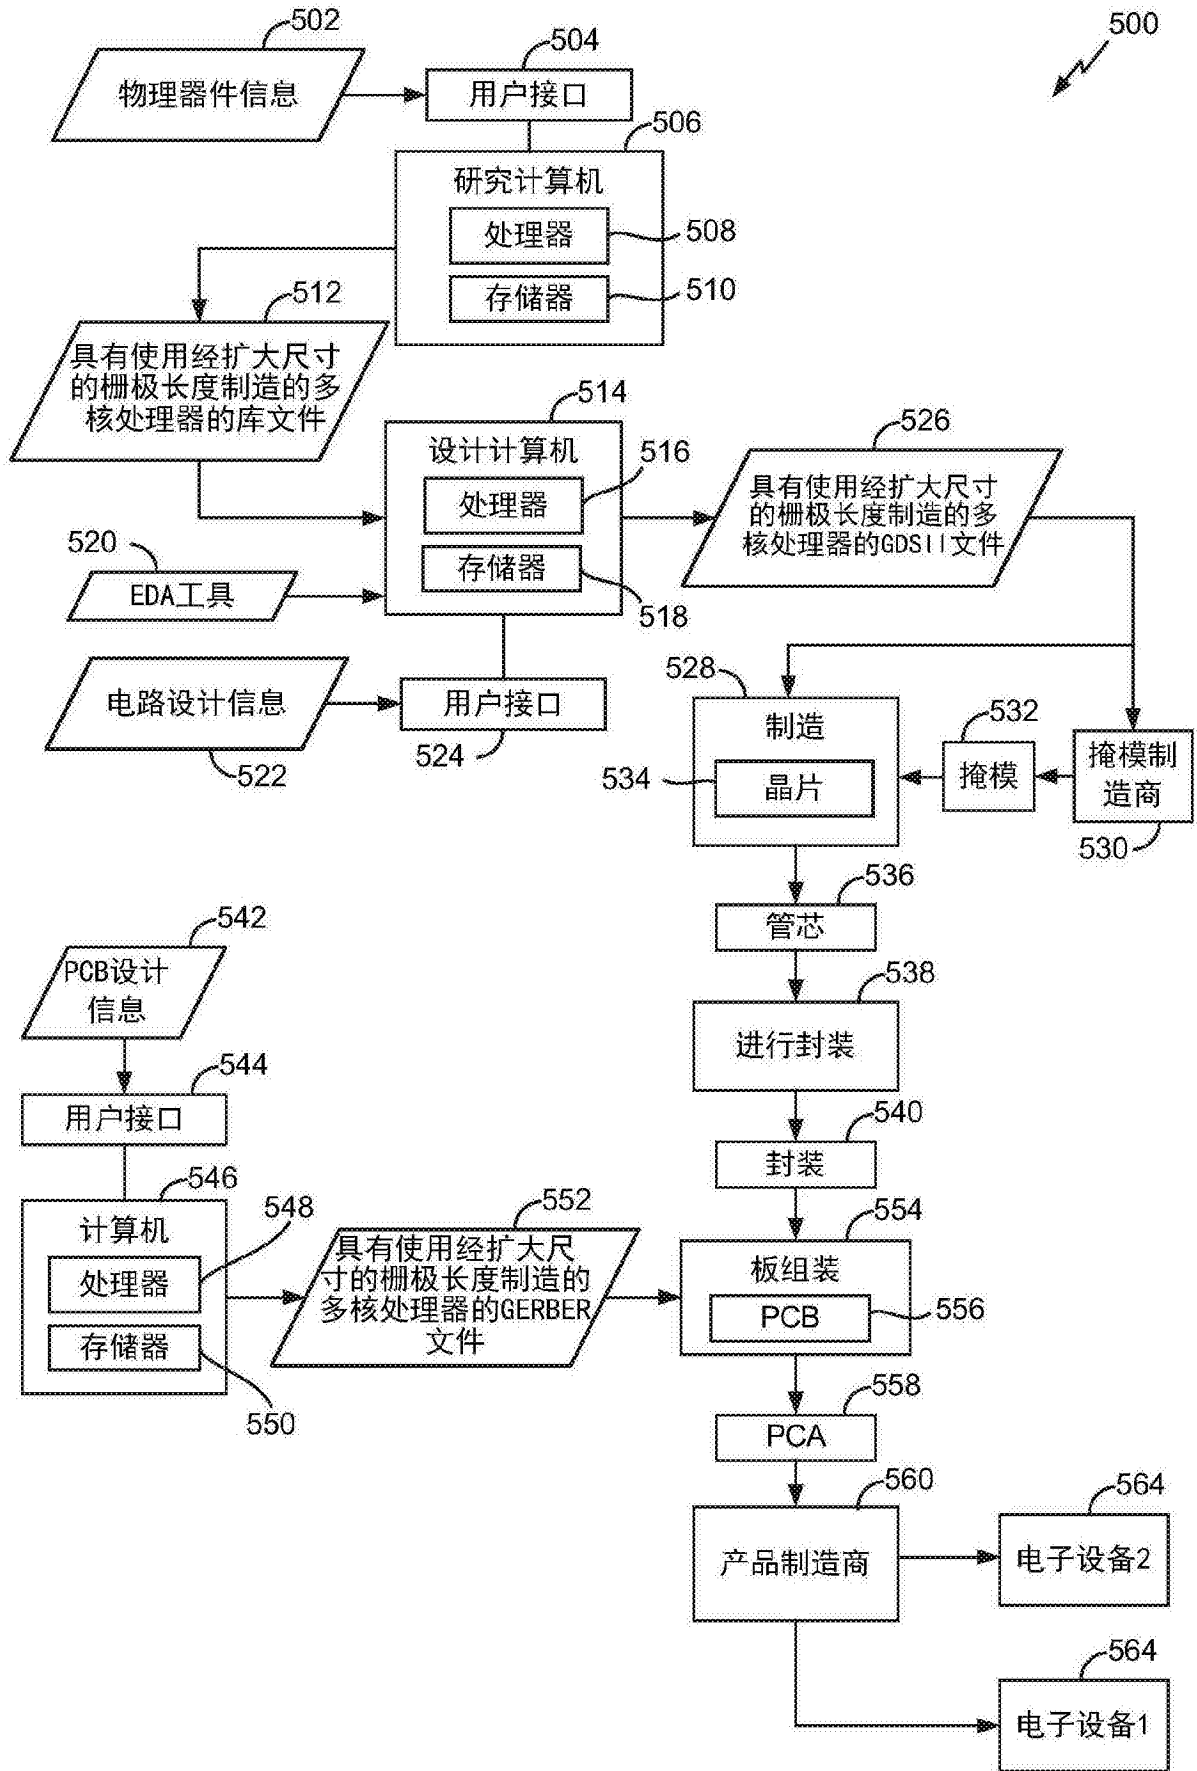 502
504
500
物理器件信息
用户接口
506
研究计算机
处理器
508
存储器
510
512
具有使用经扩大尺寸
的栅极长度制造的多
核处理器的库文件
514
设计计算机
516
处理器
存储器
518
526
具有使用经扩大尺寸
的栅极长度制造的多
核处理器的GDSII文件
520
EDA工具
电路设计信息
522
用户接口
524
528
制造
534
晶片
532
掩模
掩模制
造商
530
536
管芯
538
进行封装
540
封装
542
PCB设计
信息
544
用户接口
546
计算机
548
处理器
存储器
550
552
具有使用经扩大尺
寸的栅极长度制造的
多核处理器的GERBER
文件
554
板组装
PCB
556
558
PCA
560
产品制造商
564
电子设备2
564
电子设备1